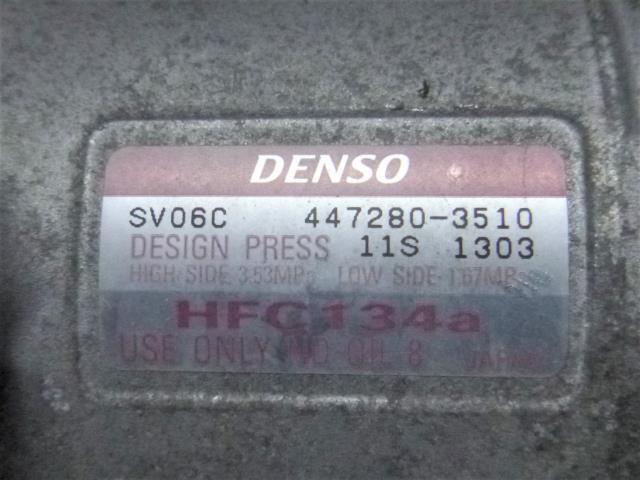 DENSO
SV06C 447280-3510
DESIGN PRESS 11S 1303
HIGH SIDE 3.53MPa LOW SIDE 1.67MPa
HFC134a
USE ONLY ND OIL 8 JAPAN